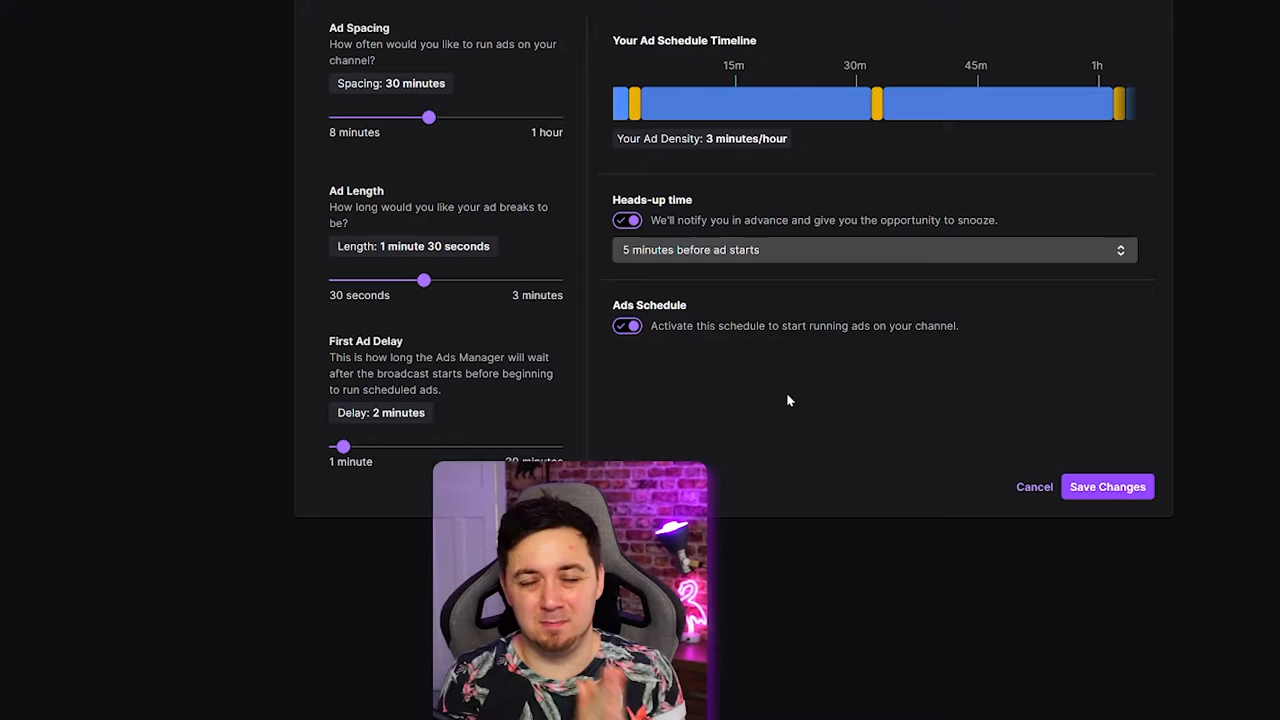 Ad Spacing
How often would you like to run ads on your
channel?
Spacing: 30 minutes
8 minutes
1 hour
Ad Length
How long would you like your ad breaks to
be?
Length: 1 minute 30 seconds
30 seconds
3 minutes
First Ad Delay
This is how long the Ads Manager will wait
after the broadcast starts before beginning
to run scheduled ads.
Delay: 2 minutes
1 minute
Your Ad Schedule Timeline
15m
30m
45m
1h
Your Ad Density: 3 minutes/hour
Heads-up time
We'll notify you in advance and give you the opportunity to snooze.
5 minutes before ad starts
Ads Schedule
Activate this schedule to start running ads on your channel.
Cancel
Save Changes